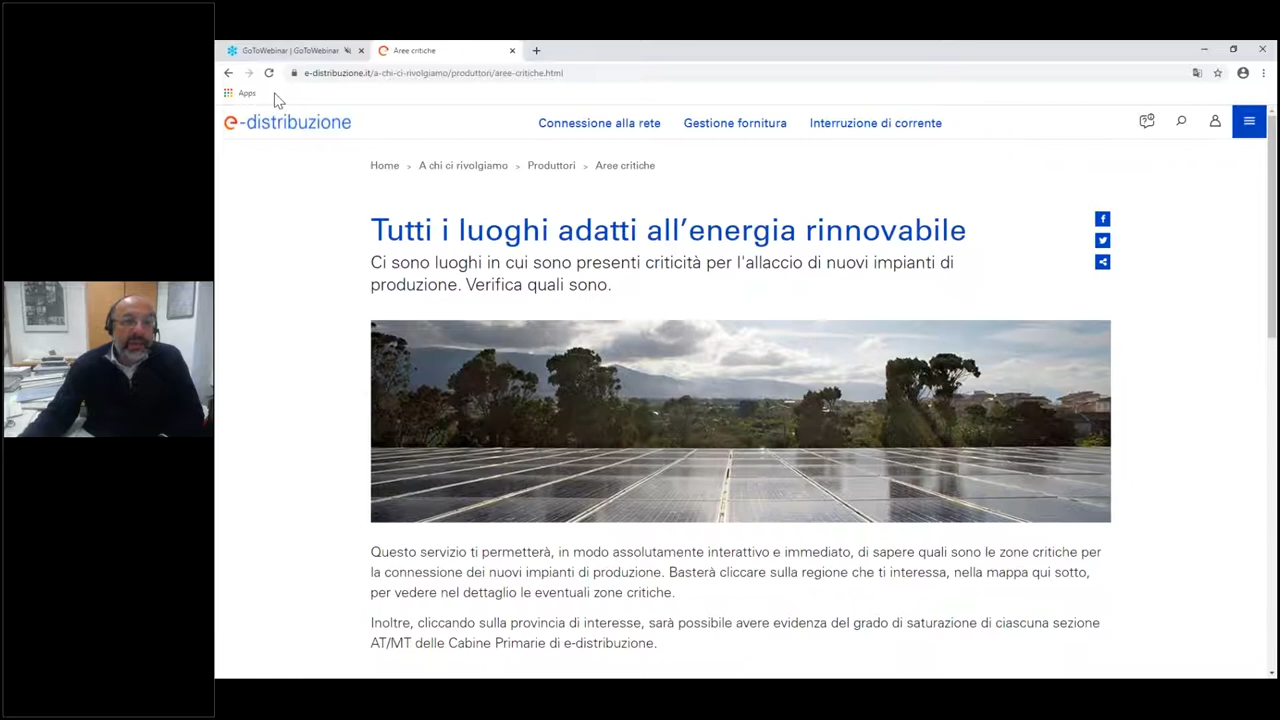 GoToWebinar | GoToWebinar
Aree critiche
e-distribuzione.it/a-chi-ci-rivolgiamo/produttori/aree-critiche.html
Apps
e-distribuzione
Connessione alla rete
Gestione fornitura
Interruzione di corrente
Home > A chi ci rivolgiamo > Produttori > Aree critiche
Tutti i luoghi adatti all’energia rinnovabile
Ci sono luoghi in cui sono presenti criticità per l'allaccio di nuovi impianti di
produzione. Verifica quali sono.
Questo servizio ti permetterà, in modo assolutamente interattivo e immediato, di sapere quali sono le zone critiche per
la connessione dei nuovi impianti di produzione. Basterà cliccare sulla regione che ti interessa, nella mappa qui sotto,
per vedere nel dettaglio le eventuali zone critiche.
Inoltre, cliccando sulla provincia di interesse, sarà possibile avere evidenza del grado di saturazione di ciascuna sezione
AT/MT delle Cabine Primarie di e-distribuzione.